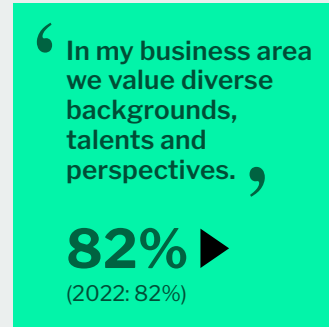 ‘ In my business area
we value diverse
backgrounds,
talents and
perspectives. ’
82%
(2022: 82%)